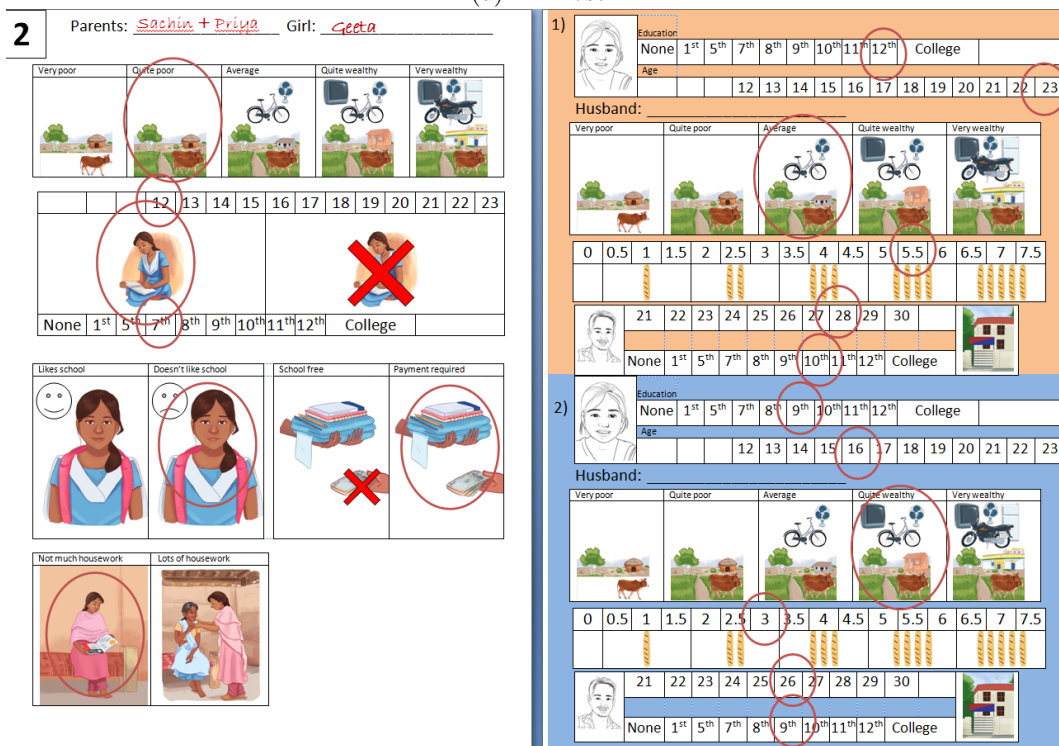 2
Parents: Sachin + Priya Girl: Geeta
Very poor Quite poor Average Quite wealthy Very wealthy
12 13 14 15 16 17 18 19 20 21 22 23
None 1st 5th 7th 8th 9th 10th 11th 12th College
Likes school Doesn't like school School free Payment required
Not much housework Lots of housework
1)
Education
None 1st 5th 7th 8th 9th 10th 11th 12th College
Age
12 13 14 15 16 17 18 19 20 21 22 23
Husband:
Very poor Quite poor Average Quite wealthy Very wealthy
0 0.5 1 1.5 2 2.5 3 3.5 4 4.5 5 5.5 6 6.5 7 7.5
21 22 23 24 25 26 27 28 29 30
None 1st 5th 7th 8th 9th 10th 11th 12th College
2)
Education
None 1st 5th 7th 8th 9th 10th 11th 12th College
Age
12 13 14 15 16 17 18 19 20 21 22 23
Husband:
Very poor Quite poor Average Quite wealthy Very wealthy
0 0.5 1 1.5 2 2.5 3 3.5 4 4.5 5 5.5 6 6.5 7 7.5
21 22 23 24 25 26 27 28 29 30
None 1st 5th 7th 8th 9th 10th 11th 12th College